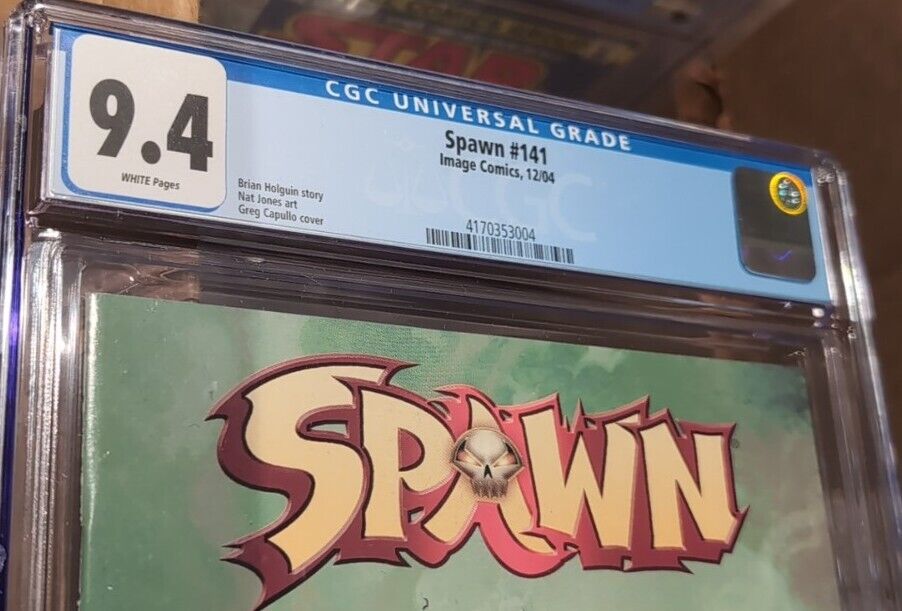 CGC UNIVERSAL GRADE
9.4
WHITE Pages
Spawn #141
Image Comics, 12/04
Brian Holguin story
Nat Jones art
Greg Capullo cover
4170353004
SPAWN